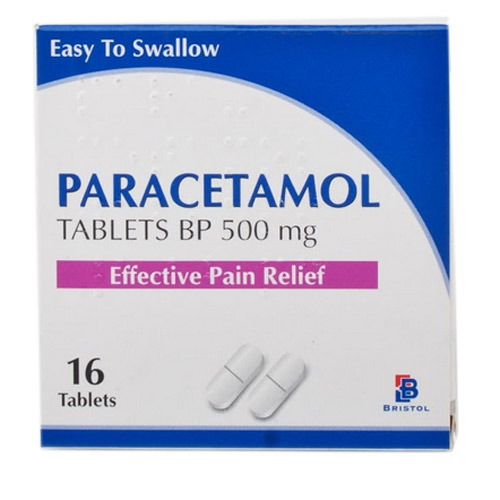 Easy To Swallow
PARACETAMOL
TABLETS BP 500 mg
Effective Pain Relief
16
Tablets
B
BRISTOL